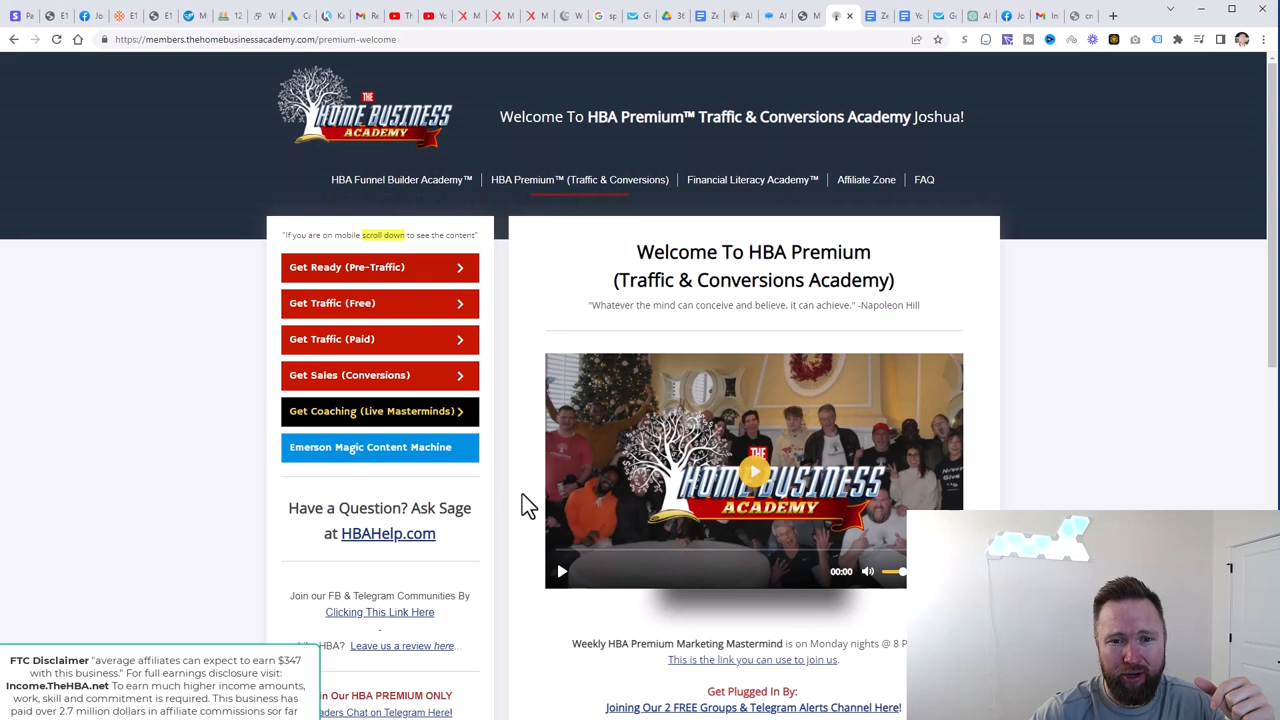 https://members.thehomebusinessacademy.com/premium-welcome
THE
HOME BUSINESS
ACADEMY
Welcome To HBA Premium™ Traffic & Conversions Academy Joshua!
HBA Funnel Builder Academy™
HBA Premium™ (Traffic & Conversions)
Financial Literacy Academy™
Affiliate Zone
FAQ
"If you are on mobile scroll down to see the content"
Get Ready (Pre-Traffic)
Get Traffic (Free)
Get Traffic (Paid)
Get Sales (Conversions)
Get Coaching (Live Masterminds)
Emerson Magic Content Machine
Have a Question? Ask Sage
at HBAHelp.com
Join our FB & Telegram Communities By
Clicking This Link Here
-
HBA? Leave us a review here...
in Our HBA PREMIUM ONLY
aders Chat on Telegram Here!
Welcome To HBA Premium
(Traffic & Conversions Academy)
"Whatever the mind can conceive and believe, it can achieve." -Napoleon Hill
THE
HOME BUSINESS
ACADEMY
00:00
Weekly HBA Premium Marketing Mastermind is on Monday nights @ 8 P
This is the link you can use to join us.
Get Plugged In By:
Joining Our 2 FREE Groups & Telegram Alerts Channel Here!
FTC Disclaimer "average affiliates can expect to earn $347
with this business." For full earnings disclosure visit:
Income.TheHBA.net To earn much higher income amounts,
work, skill and commitment is required. This business has
paid over 2.7 million dollars in affiliate commissions sor far